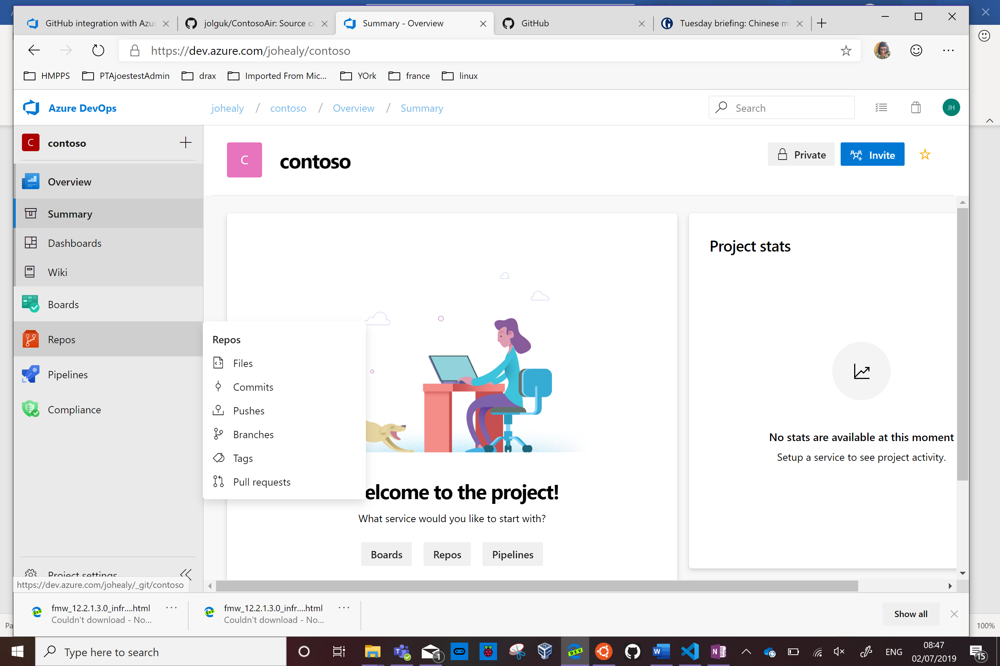 GitHub integration with Azur
jolguk/ContosoAir: Source co
Summary - Overview
GitHub
Tuesday briefing: Chinese m
https://dev.azure.com/johealy/contoso
HMPPS
PTAjoestestAdmin
drax
Imported From Mic...
YOrk
france
linux
Azure DevOps
johealy / contoso / Overview / Summary
Search
JH
C
contoso
C
contoso
Private
Invite
Overview
Summary
Dashboards
Wiki
Boards
Repos
Pipelines
Compliance
Project settings
https://dev.azure.com/johealy/_git/contoso
Repos
Files
Commits
Pushes
Branches
Tags
Pull requests
elcome to the project!
What service would you like to start with?
Boards
Repos
Pipelines
Project stats
No stats are available at this moment
Setup a service to see project activity.
fmw_12.2.1.3.0_infr....html
Couldn't download - No...
fmw_12.2.1.3.0_infr....html
Couldn't download - No...
Show all
Pa
100%
Type here to search
1
DEV
ENG
08:47
02/07/2019
15